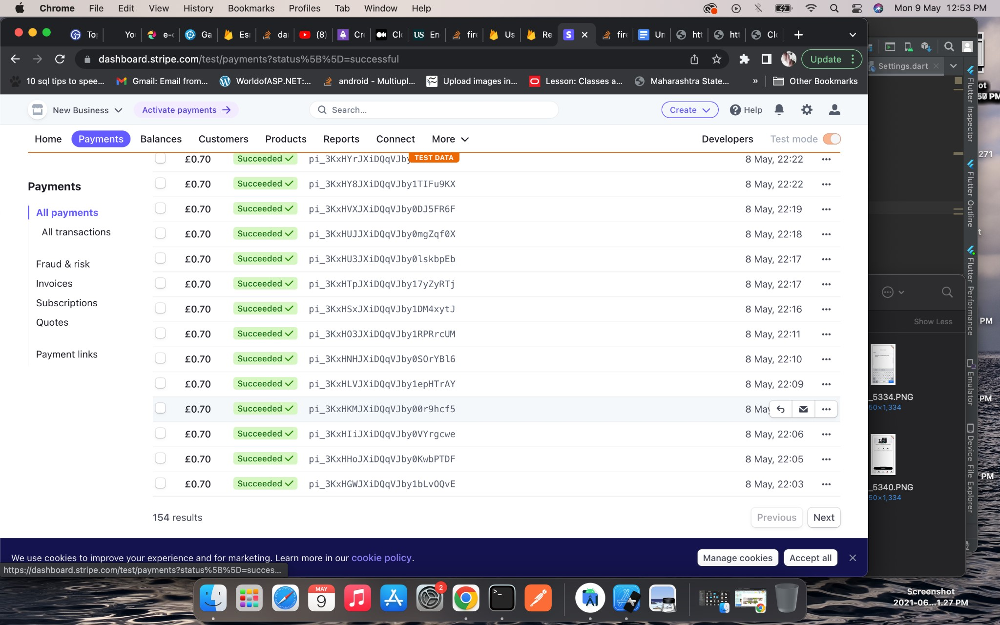 Chrome File Edit View History Bookmarks Profiles Tab Window Help Mon 9 May 12:53 PM
To Yo e-c Ga Esi da (8) Cr Clc US En fire Us Re S fire Un htt htt Clc
dashboard.stripe.com/test/payments?status%5B%5D=successful Update
10 sql tips to spee... Gmail: Email from... WorldofASP.NET:... android - Multiupl... Upload images in... Lesson: Classes a... Maharashtra State... » Other Bookmarks
New Business Activate payments → Search... Create Help
Home Payments Balances Customers Products Reports Connect More Developers Test mode
TEST DATA
£0.70 Succeeded pi_3KxHYrJXiDQqVJby 8 May, 22:22
£0.70 Succeeded pi_3KxHY8JXiDQqVJby1TIFu9KX 8 May, 22:22
£0.70 Succeeded pi_3KxHVXJXiDQqVJby0DJ5FR6F 8 May, 22:19
£0.70 Succeeded pi_3KxHUJJXiDQqVJby0mgZqf0X 8 May, 22:18
£0.70 Succeeded pi_3KxHU3JXiDQqVJby0lskbpEb 8 May, 22:17
£0.70 Succeeded pi_3KxHTpJXiDQqVJby17yZyRTj 8 May, 22:17
£0.70 Succeeded pi_3KxHSxJXiDQqVJby1DM4xytJ 8 May, 22:16
£0.70 Succeeded pi_3KxHO3JXiDQqVJby1RPRrcUM 8 May, 22:11
£0.70 Succeeded pi_3KxHNHJXiDQqVJby0SOrYBl6 8 May, 22:10
£0.70 Succeeded pi_3KxHLVJXiDQqVJby1epHTrAY 8 May, 22:09
£0.70 Succeeded pi_3KxHKMJXiDQqVJby00r9hcf5 8 May
£0.70 Succeeded pi_3KxHIiJXiDQqVJby0VYrgcwe 8 May, 22:06
£0.70 Succeeded pi_3KxHHoJXiDQqVJby0KwbPTDF 8 May, 22:05
£0.70 Succeeded pi_3KxHGWJXiDQqVJby1bLvOQvE 8 May, 22:03
154 results Previous Next
Payments
All payments
All transactions
Fraud & risk
Invoices
Subscriptions
Quotes
Payment links
We use cookies to improve your experience and for marketing. Learn more in our cookie policy. Manage cookies Accept all
https://dashboard.stripe.com/test/payments?status%5B%5D=succes...
Settings.dart
Flutter Inspector
Flutter Outline
Flutter Performance
Emulator
Device File Explorer
Show Less
_5334.PNG
50×1,334
_5340.PNG
50×1,334
ot
PM
271
t
PM
PM
PM
MAY
9
2
Screenshot
2021-06...1.27 PM